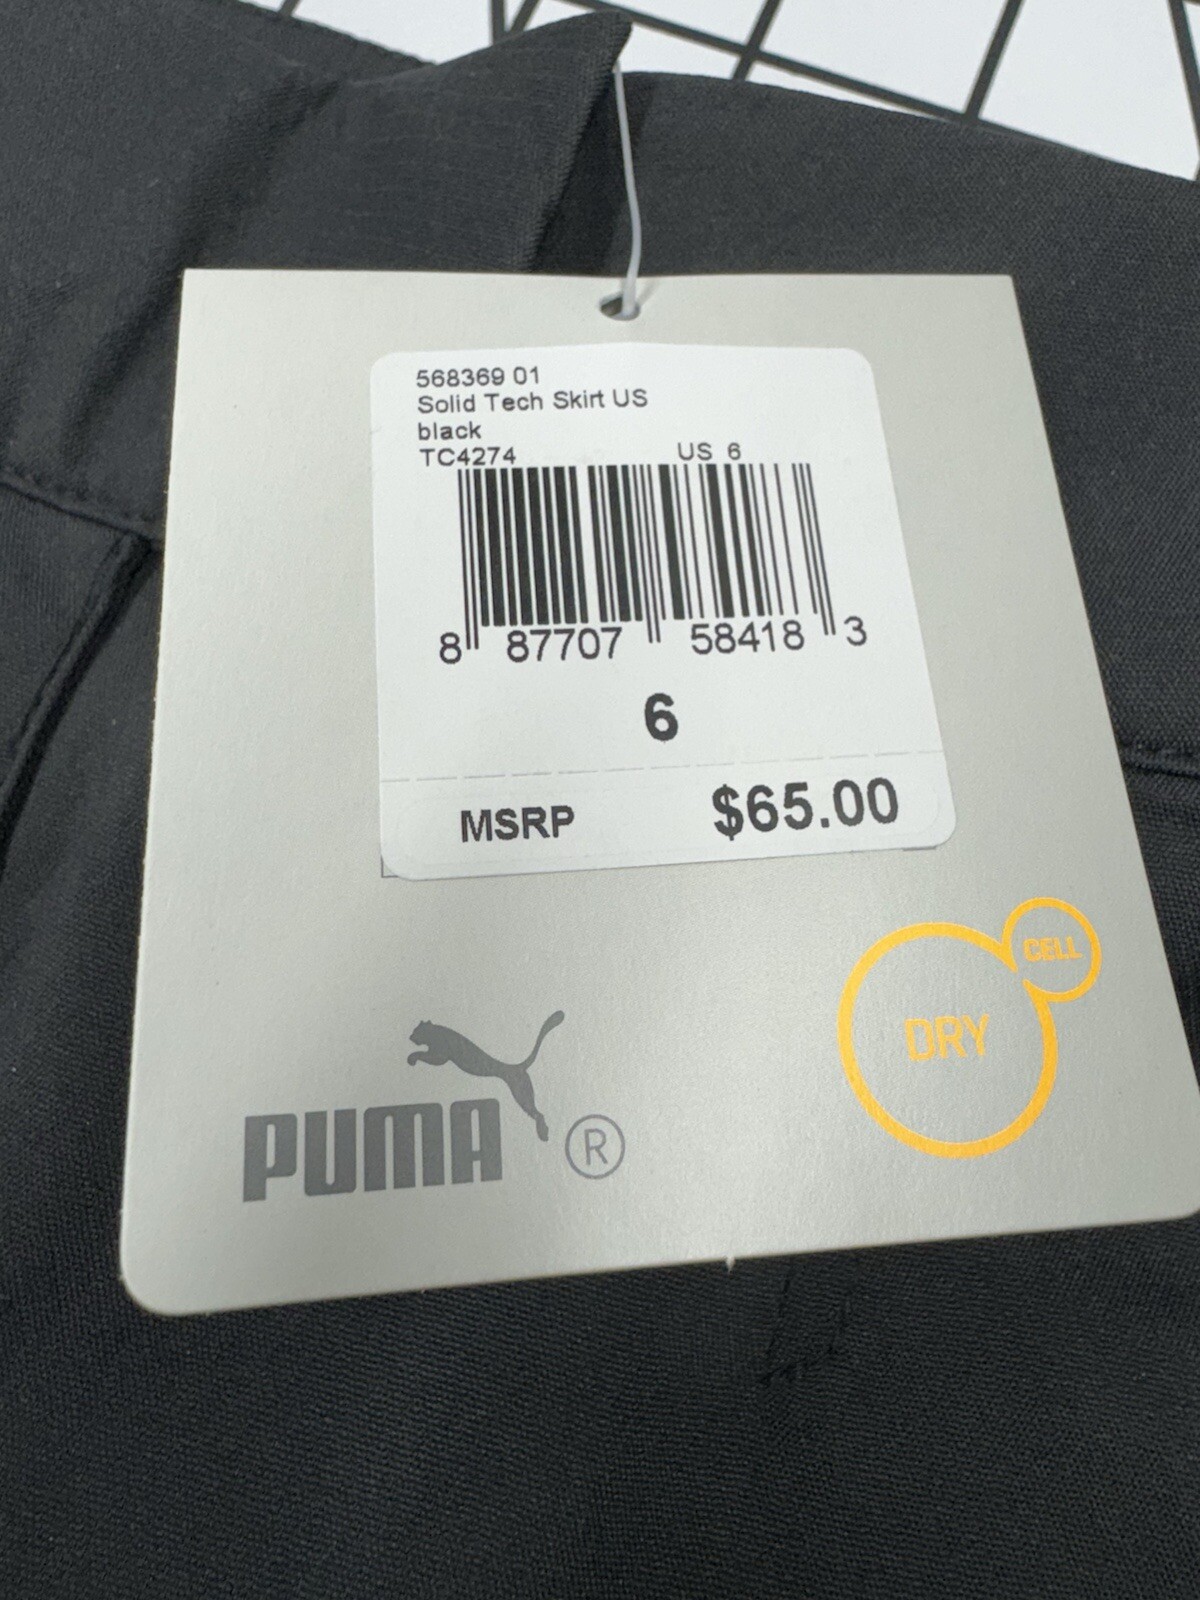 568369 01
Solid Tech Skirt US
black
TC4274 US 6
8 87707 58418 3
6
MSRP $65.00
CELL
DRY
PUMA ®